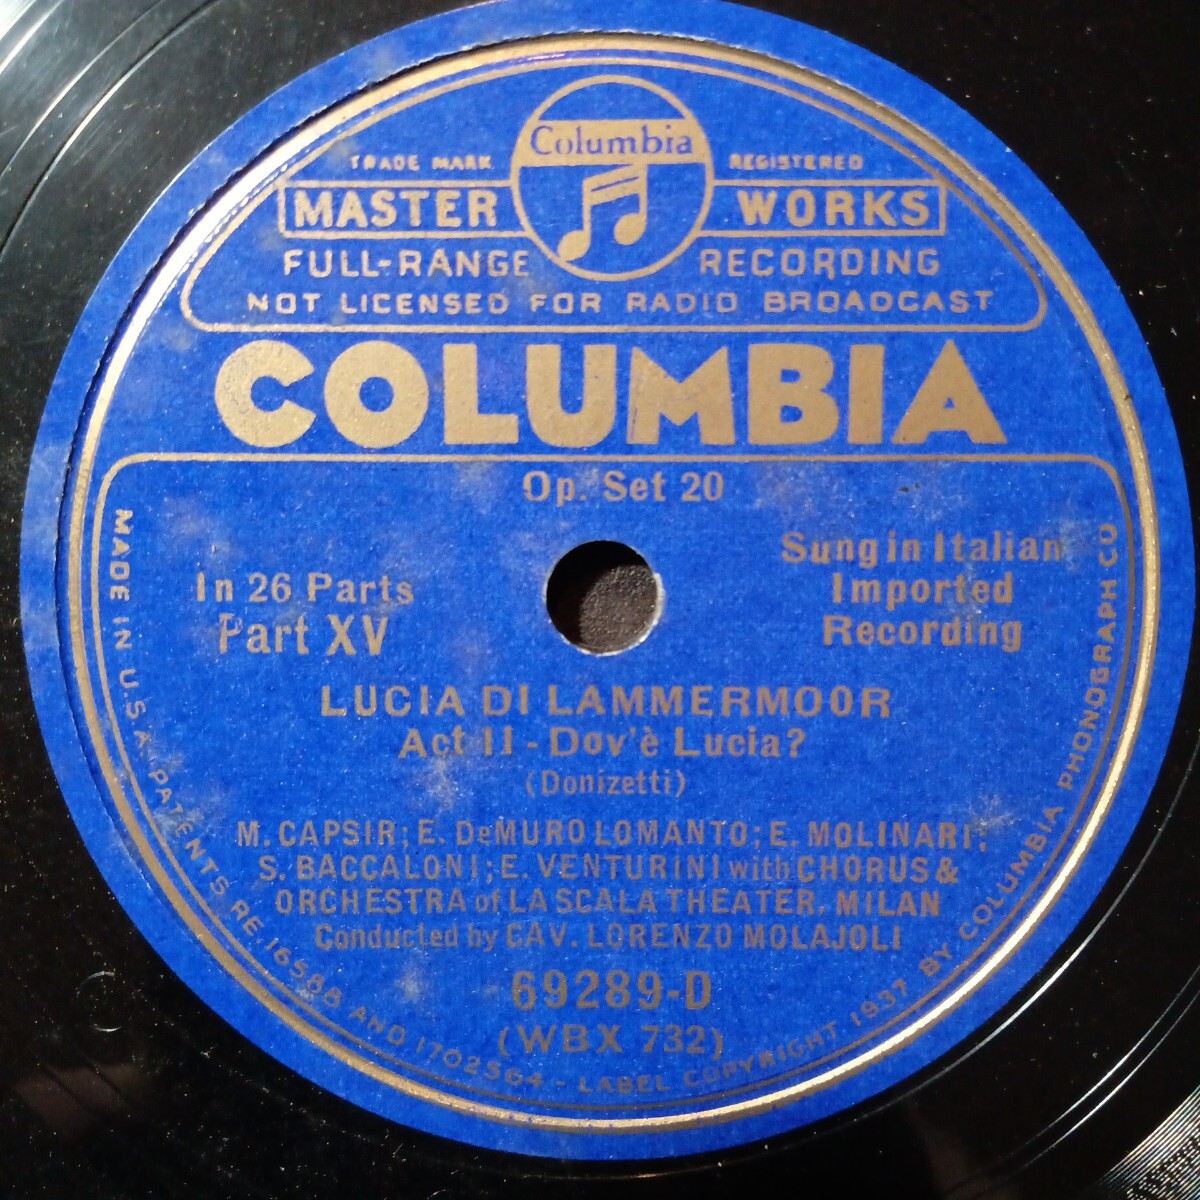 Columbia
TRADE MARK REGISTERED
MASTER WORKS
FULL-RANGE RECORDING
NOT LICENSED FOR RADIO BROADCAST
COLUMBIA
Op. Set 20
In 26 Parts
Part XV
Sung in Italian
Imported
Recording
LUCIA DI LAMMERMOOR
Act II - Dov'è Lucia?
(Donizetti)
M. CAPSIR; E. DeMURO LOMANTO; E. MOLINARI;
S. BACCALONI; E. VENTURINI with CHORUS &
ORCHESTRA of LA SCALA THEATER, MILAN
Conducted by CAV. LORENZO MOLAJOLI
69289-D
(WBX 732)
MADE IN U.S.A. PATENTS RE. 16588 AND 1702564 - LABEL COPYRIGHT 1937 BY COLUMBIA PHONOGRAPH CO